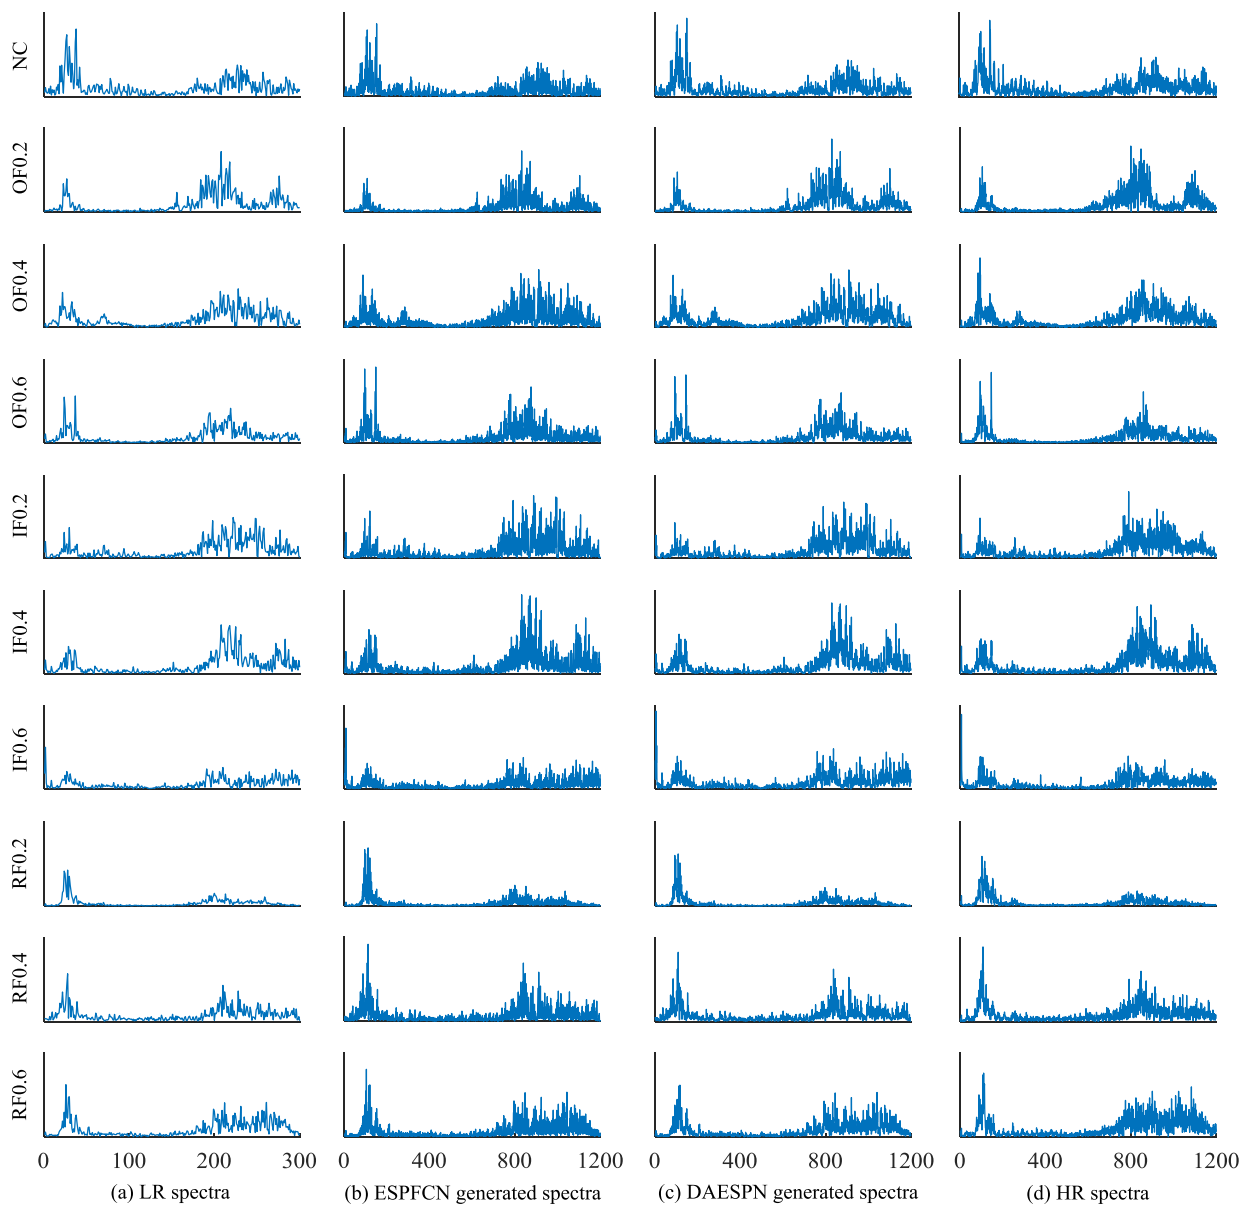 NC
OF0.2
OF0.4
OF0.6
IF0.2
IF0.4
IF0.6
RF0.2
RF0.4
RF0.6
0 100 200 300 0 400 800 1200 0 400 800 1200 0 400 800 1200
(a) LR spectra (b) ESPFCN generated spectra (c) DAESPN generated spectra (d) HR spectra